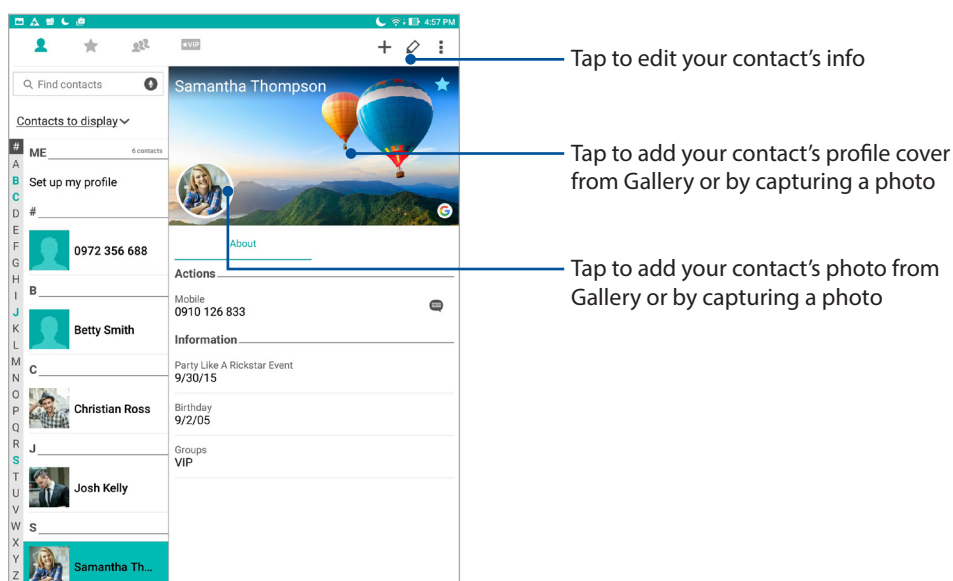 4:57 PM
★VIP
Find contacts
Contacts to display
ME
6 contacts
Set up my profile
#
0972 356 688
B
Betty Smith
C
Christian Ross
J
Josh Kelly
S
Samantha Th...
#
A
B
C
D
E
F
G
H
I
J
K
L
M
N
O
P
Q
R
S
T
U
V
W
X
Y
Z
Samantha Thompson
G
About
Actions
Mobile
0910 126 833
Information
Party Like A Rickstar Event
9/30/15
Birthday
9/2/05
Groups
VIP
Tap to edit your contact’s info
Tap to add your contact’s profile cover
from Gallery or by capturing a photo
Tap to add your contact’s photo from
Gallery or by capturing a photo